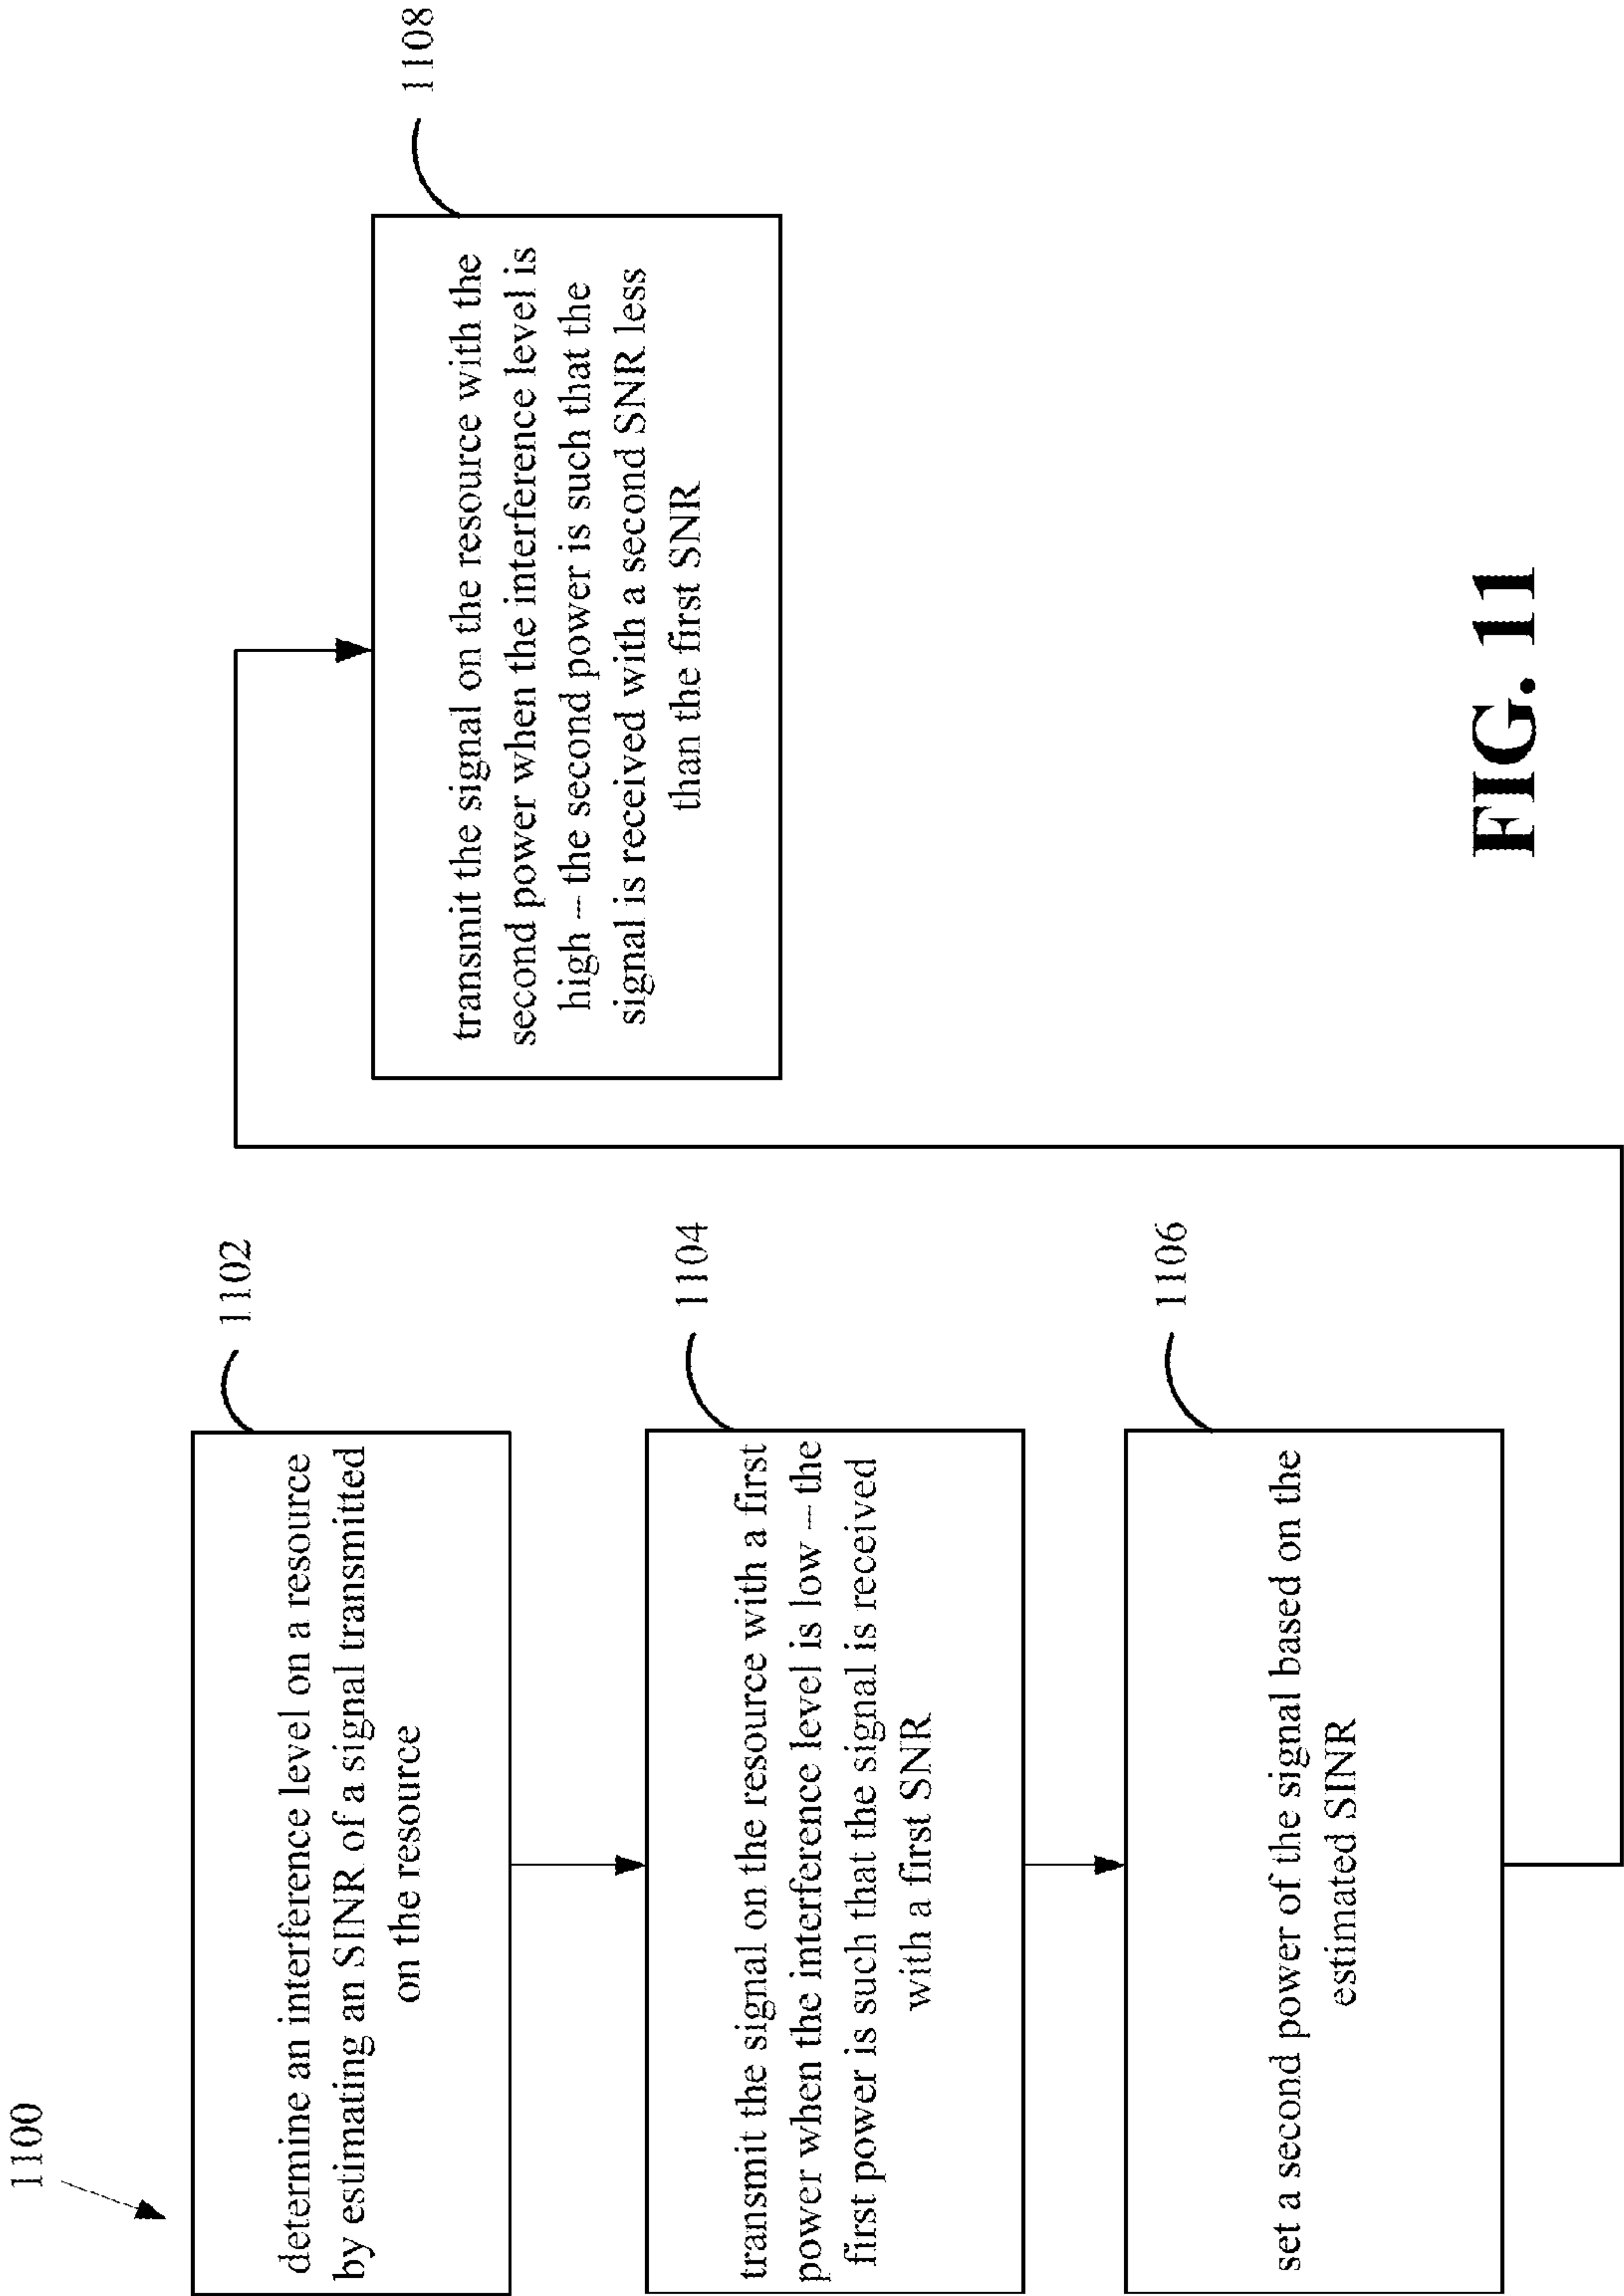 1100
determine an interference level on a resource
by estimating an SINR of a signal transmitted
on the resource
1102
transmit the signal on the resource with a first
power when the interference level is low -- the
first power is such that the signal is received
with a first SNR
1104
set a second power of the signal based on the
estimated SINR
1106
transmit the signal on the resource with the
second power when the interference level is
high -- the second power is such that the
signal is received with a second SNR less
than the first SNR
1108
FIG. 11